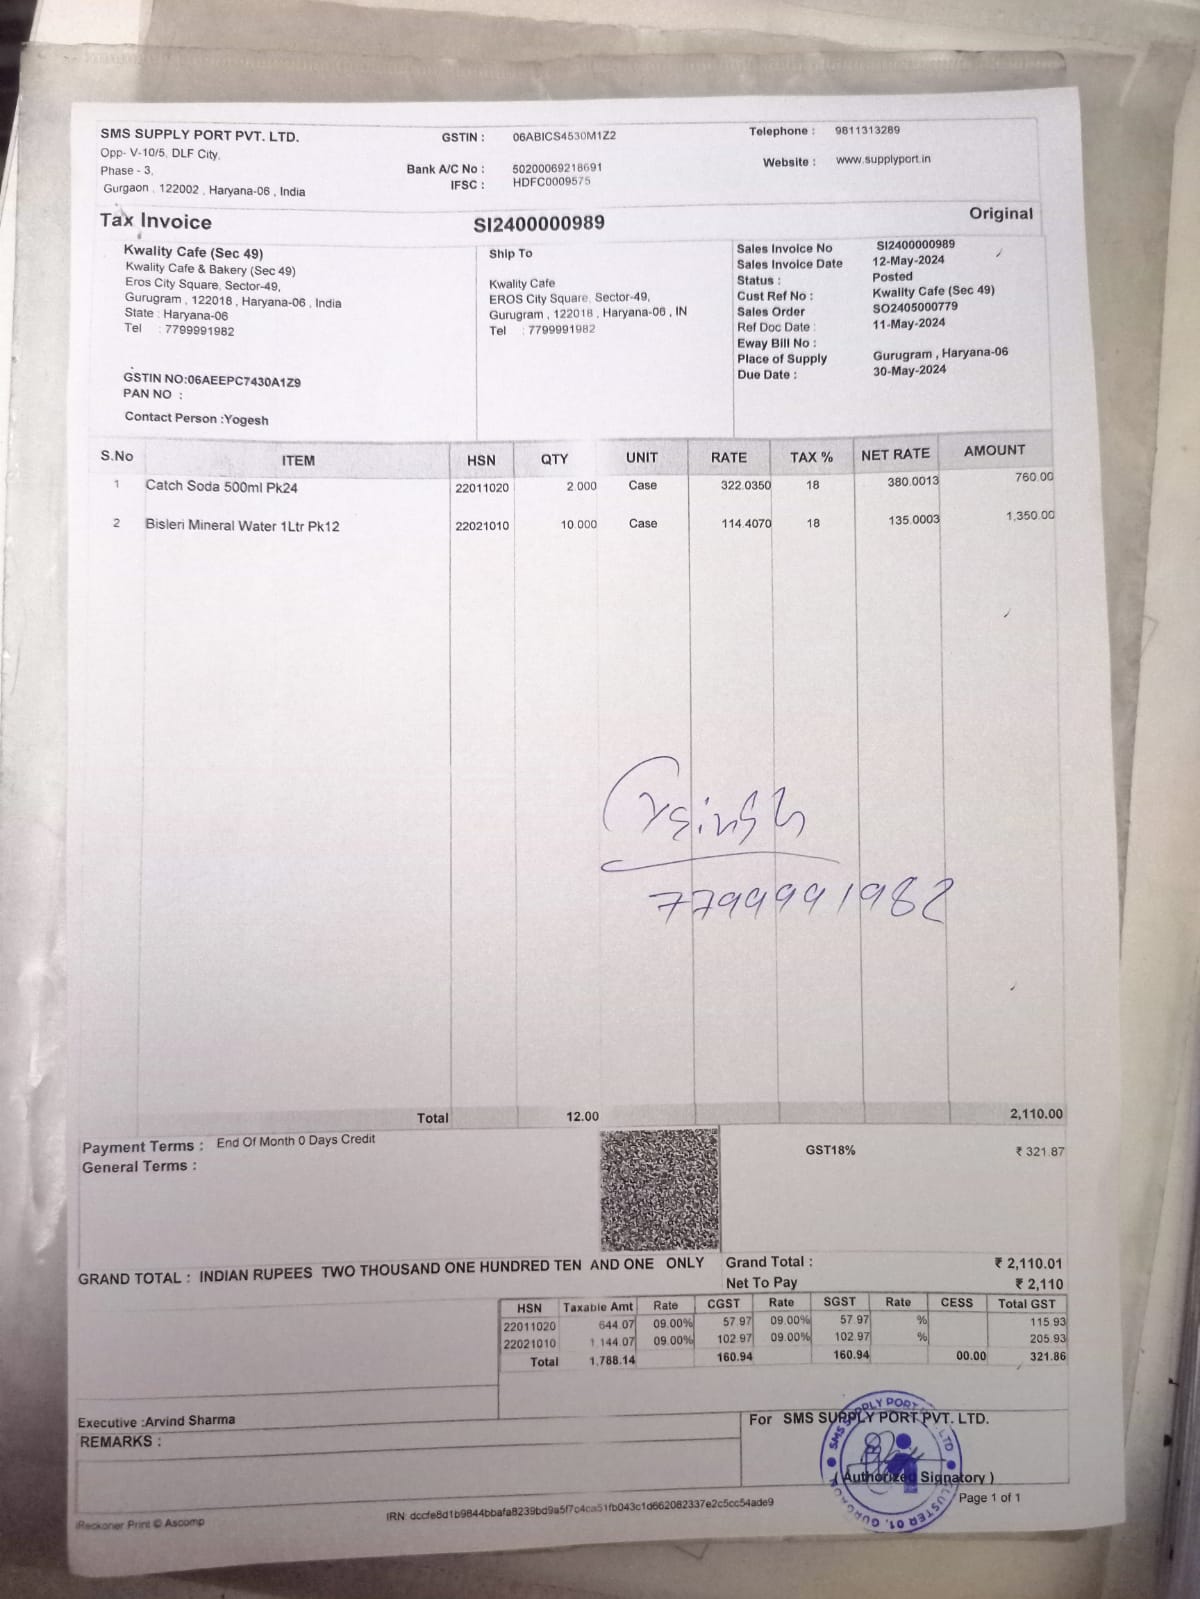 SMS SUPPLY PORT PVT. LTD.
Opp- V-10/5, DLF City,
Phase - 3,
Gurgaon , 122002 , Haryana-06 , India
GSTIN : 06ABICS4530M1Z2
Bank A/C No : 50200069218691
IFSC : HDFC0009575
Telephone : 9811313289
Website : www.supplyport.in
Tax Invoice SI2400000989 Original
Kwality Cafe (Sec 49)
Kwality Cafe & Bakery (Sec 49)
Eros City Square, Sector-49,
Gurugram , 122018 , Haryana-06 , India
State : Haryana-06
Tel : 7799991982
GSTIN NO:06AEEPC7430A1Z9
PAN NO :
Contact Person :Yogesh
Ship To
Kwality Cafe
EROS City Square, Sector-49,
Gurugram , 122018 , Haryana-06 , IN
Tel : 7799991982
Sales Invoice No SI2400000989
Sales Invoice Date 12-May-2024
Status : Posted
Cust Ref No : Kwality Cafe (Sec 49)
Sales Order SO2405000779
Ref Doc Date : 11-May-2024
Eway Bill No :
Place of Supply Gurugram , Haryana-06
Due Date : 30-May-2024
S.No ITEM HSN QTY UNIT RATE TAX % NET RATE AMOUNT
1 Catch Soda 500ml Pk24 22011020 2.000 Case 322.0350 18 380.0013 760.00
2 Bisleri Mineral Water 1Ltr Pk12 22021010 10.000 Case 114.4070 18 135.0003 1,350.00
7799991982
Total 12.00 2,110.00
Payment Terms : End Of Month 0 Days Credit
General Terms :
GST18% ₹ 321.87
GRAND TOTAL : INDIAN RUPEES TWO THOUSAND ONE HUNDRED TEN AND ONE ONLY
Grand Total : ₹ 2,110.01
Net To Pay ₹ 2,110
HSN Taxable Amt Rate CGST Rate SGST Rate CESS Total GST
22011020 644.07 09.00% 57.97 09.00% 57.97 % 115.93
22021010 1,144.07 09.00% 102.97 09.00% 102.97 % 205.93
Total 1,788.14 160.94 160.94 00.00 321.86
Executive :Arvind Sharma
REMARKS :
For SMS SUPPLY PORT PVT. LTD.
( Authorized Signatory )
Page 1 of 1
iReckoner Print © Ascomp